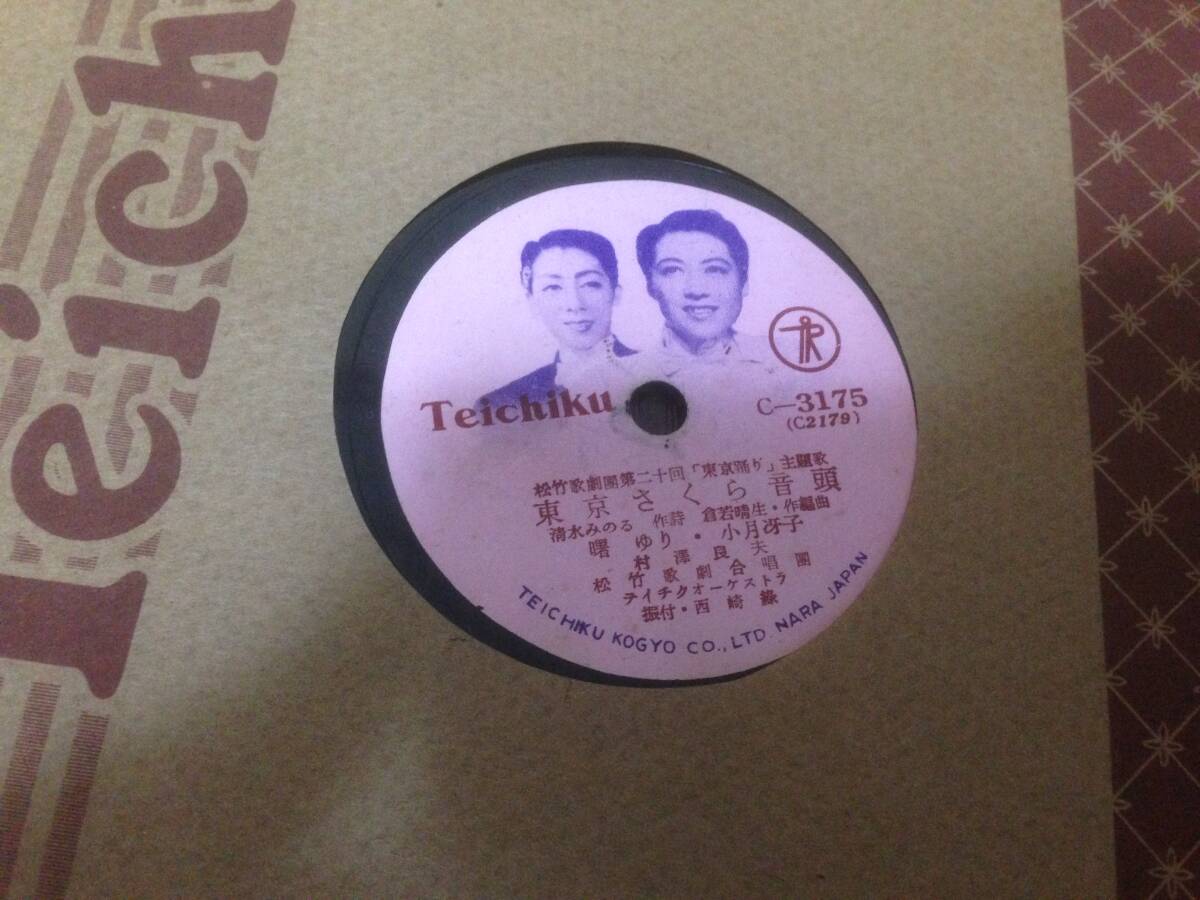 Teich
Teichiku
C—3175
(C2179)
松竹歌劇團第二十回「東京踊り」主題歌
東京さくら音頭
清水みのる 作詩 倉若晴生・作編曲
曙 ゆり・小月冴子
村澤良夫
松竹歌劇合唱團
テイチクオーケストラ
振付・西崎緑
TEICHIKU KOGYO CO., LTD NARA JAPAN